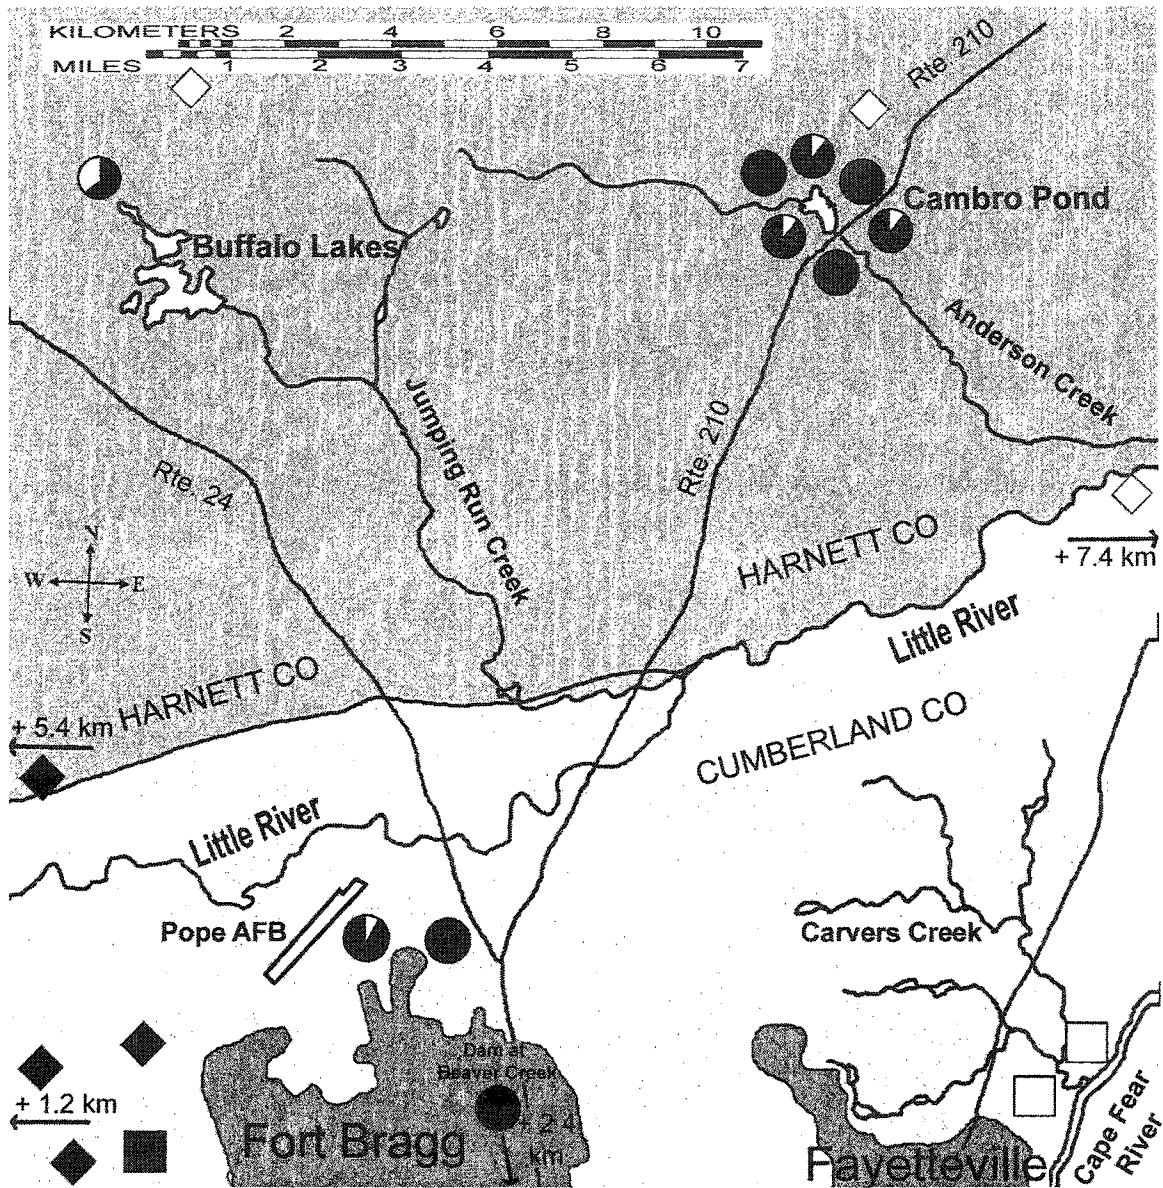 KILOMETERS 2 4 6 8 10
MILES 1 2 3 4 5 6 7
Rte. 210
Cambro Pond
Buffalo Lakes
Anderson Creek
Jumping Run Creek
Rte. 210
Rte. 24
N
W E
S
HARNETT CO
+ 7.4 km
Little River
HARNETT CO
+ 5.4 km
CUMBERLAND CO
Little River
Pope AFB
Carvers Creek
Dam at
Beaver Creek
+ 1.2 km
+ 2.4
km
Fort Bragg
Fayetteville
Cape Fear
River